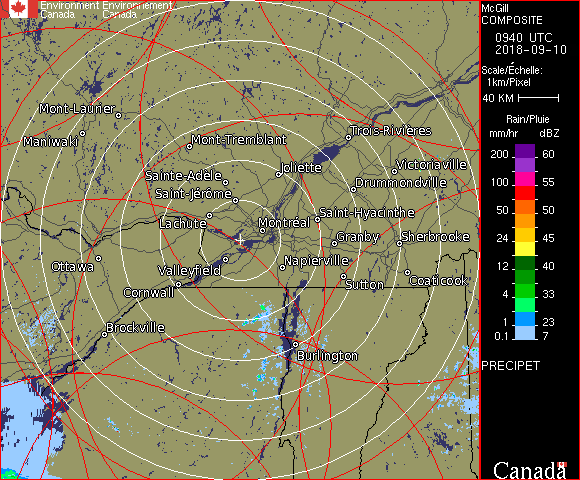 Environment Environnement
Canada Canada
McGill
COMPOSITE
0940 UTC
2018-09-10
Scale/Échelle:
1km/Pixel
40 KM
Rain/Pluie
mm/hr dBZ
200 60
100 55
50 50
24 45
12 40
4 33
1 23
0.1 7
PRECIPET
Mont-Laurier
Maniwaki
Mont-Tremblant
Trois-Rivières
Joliette
Victoriaville
Sainte-Adèle
Drummondville
Saint-Jérôme
Saint-Hyacinthe
Lachute
Montréal
Granby
Sherbrooke
Ottawa
Valleyfield
Napierville
Cornwall
Sutton
Coaticook
Brockville
Burlington
Canada